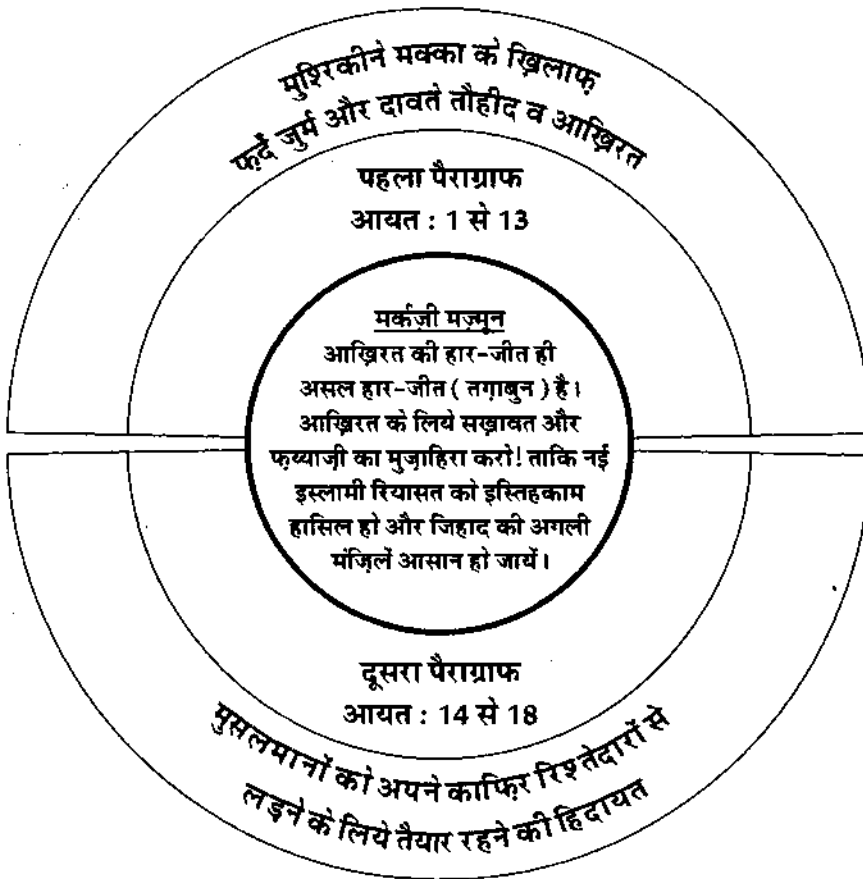 मुश्रिकीने मक्का के ख़िलाफ़
फ़र्दे जुर्म और दावते तौहीद व आख़िरत
पहला पैराग्राफ
आयत : 1 से 13
मर्कज़ी मज़्मून
आख़िरत की हार-जीत ही
असल हार-जीत ( तग़ाबुन ) है।
आख़िरत के लिये सख़ावत और
फ़य्याज़ी का मुज़ाहिरा करो! ताकि नई
इस्लामी रियासत को इस्तिहकाम
हासिल हो और जिहाद की अगली
मंज़िलें आसान हो जायें।
दूसरा पैराग्राफ
आयत : 14 से 18
मुसलमानों को अपने काफ़िर रिश्तेदारों से
लड़ने के लिये तैयार रहने की हिदायत